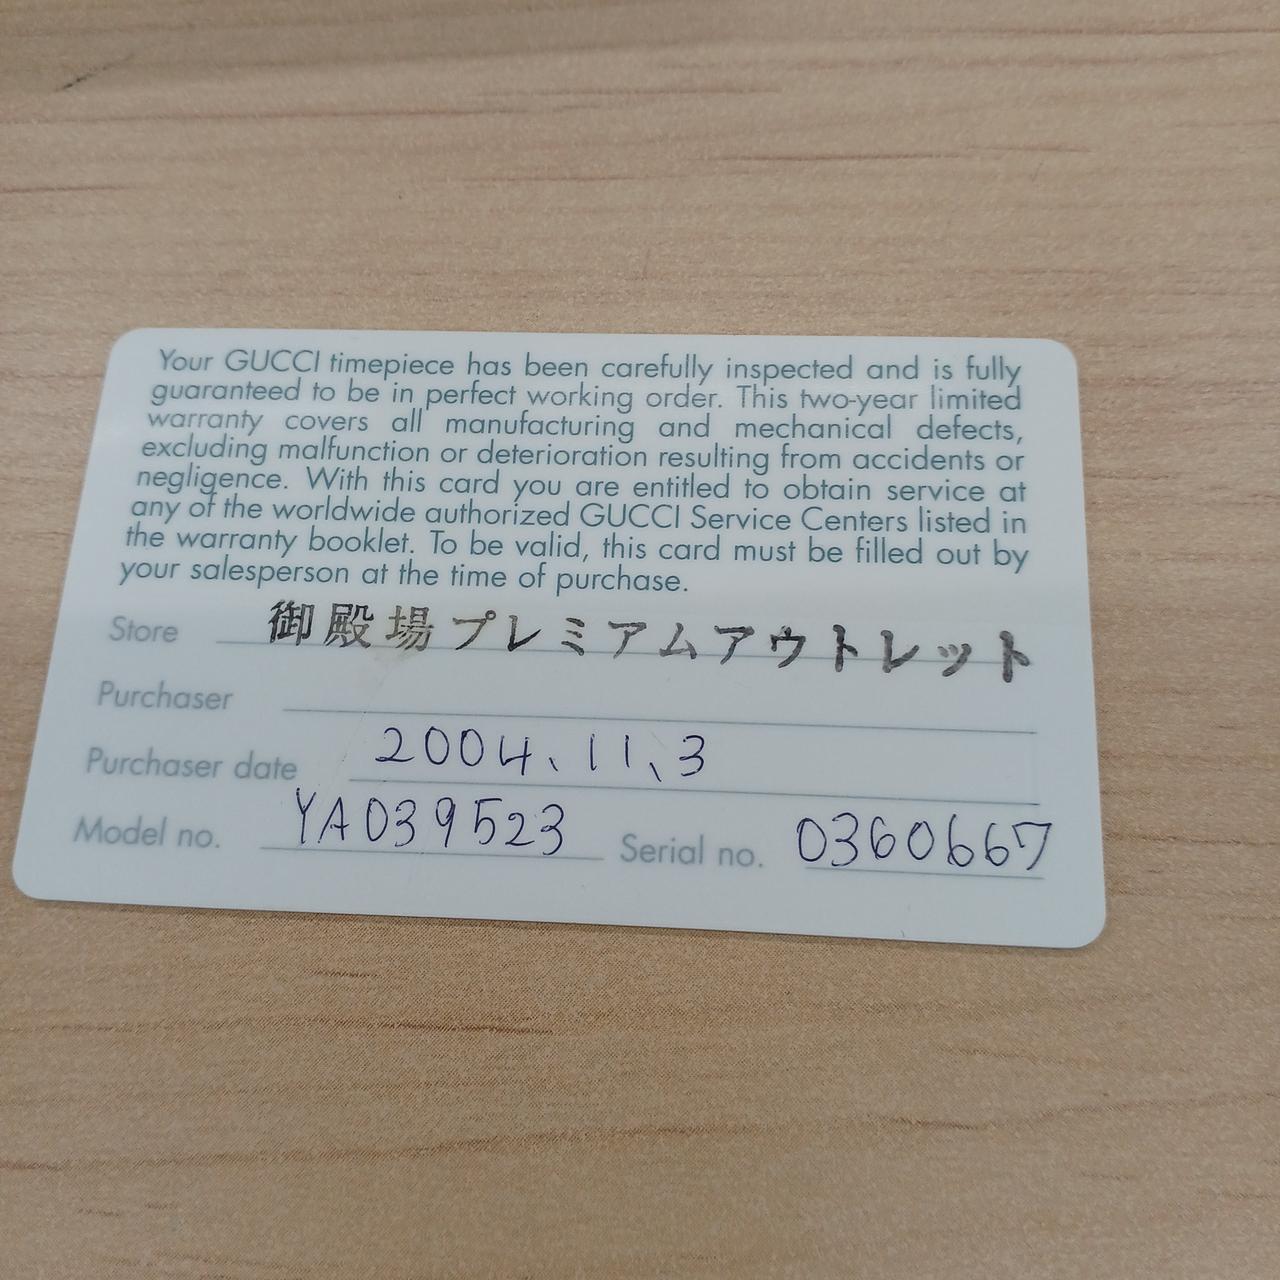 Your GUCCI timepiece has been carefully inspected and is fully
guaranteed to be in perfect working order. This two-year limited
warranty covers all manufacturing and mechanical defects,
excluding malfunction or deterioration resulting from accidents or
negligence. With this card you are entitled to obtain service at
any of the worldwide authorized GUCCI Service Centers listed in
the warranty booklet. To be valid, this card must be filled out by
your salesperson at the time of purchase.
Store 御殿場プレミアムアウトレット
Purchaser
Purchaser date 2004、11、3
Model no. YA039523 Serial no. 0360667